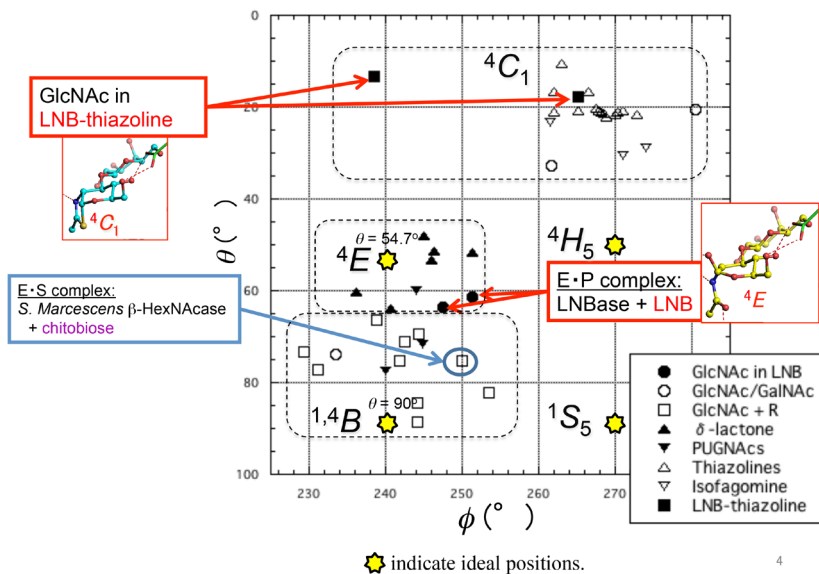 0
20
40
60
80
100
θ(°)
230
240
250
260
270
ϕ(°)
⁴C₁
GlcNAc in
LNB-thiazoline
⁴C₁
⁴E
θ = 54.7°
⁴H₅
E·S complex:
S. Marcescens β-HexNAcase
+ chitobiose
E·P complex:
LNBase + LNB
⁴E
¹,⁴B
θ = 90°
¹S₅
GlcNAc in LNB
GlcNAc/GalNAc
GlcNAc + R
δ-lactone
PUGNAcs
Thiazolines
Isofagomine
LNB-thiazoline
indicate ideal positions.
4